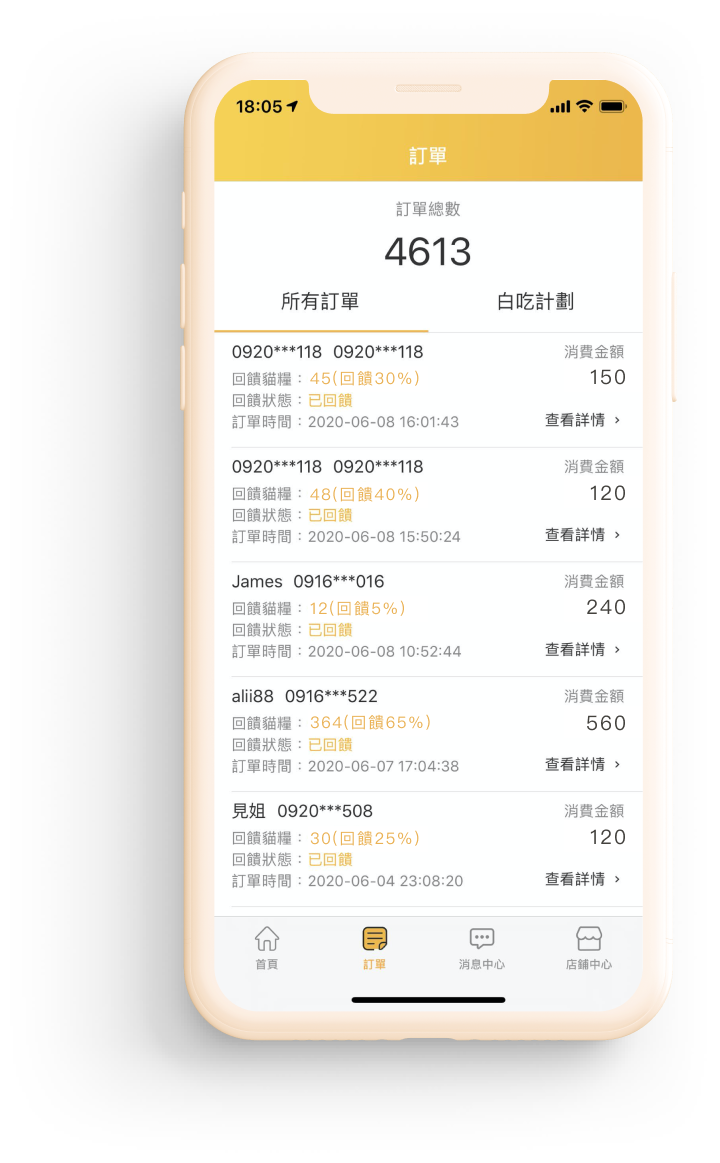 18:05
訂單
訂單總數
4613
所有訂單 白吃計劃
0920***118 0920***118 消費金額
回饋貓糧：45(回饋30%) 150
回饋狀態：已回饋
訂單時間：2020-06-08 16:01:43 查看詳情 ›
0920***118 0920***118 消費金額
回饋貓糧：48(回饋40%) 120
回饋狀態：已回饋
訂單時間：2020-06-08 15:50:24 查看詳情 ›
James 0916***016 消費金額
回饋貓糧：12(回饋5%) 240
回饋狀態：已回饋
訂單時間：2020-06-08 10:52:44 查看詳情 ›
alii88 0916***522 消費金額
回饋貓糧：364(回饋65%) 560
回饋狀態：已回饋
訂單時間：2020-06-07 17:04:38 查看詳情 ›
見姐 0920***508 消費金額
回饋貓糧：30(回饋25%) 120
回饋狀態：已回饋
訂單時間：2020-06-04 23:08:20 查看詳情 ›
首頁 訂單 消息中心 店鋪中心